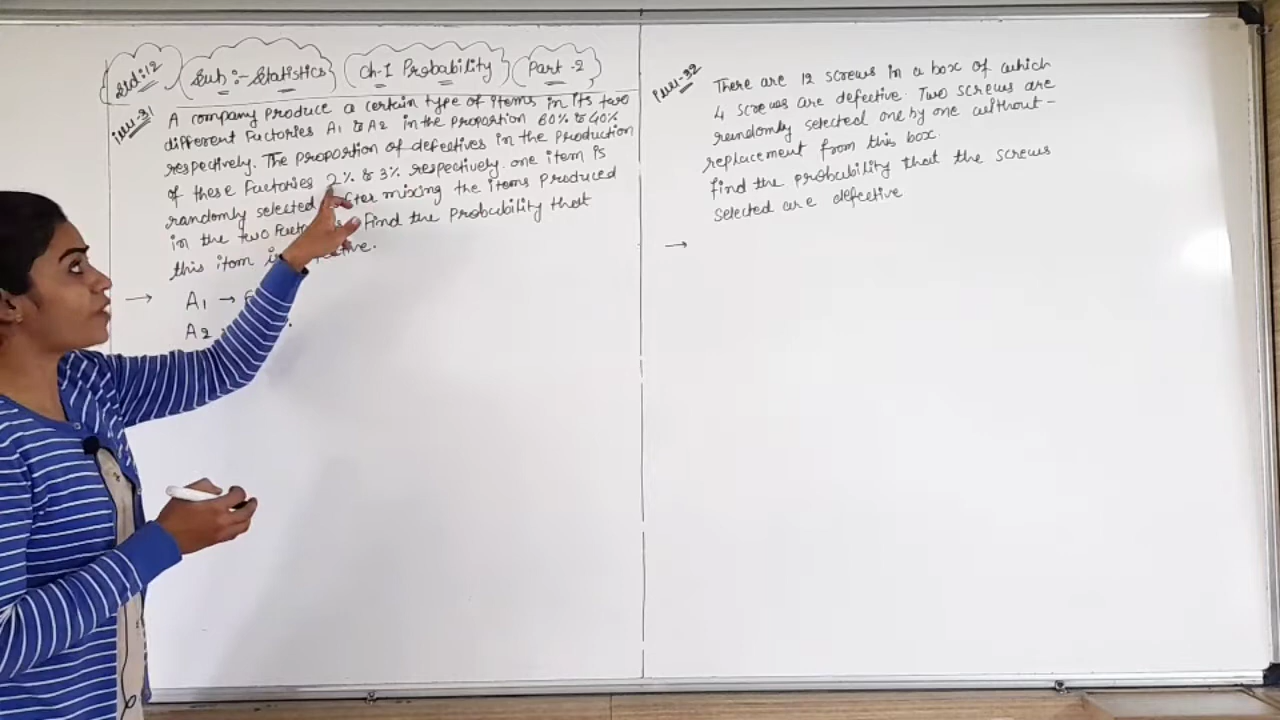 Std:12 Sub :- Statistics Ch-1 Probability Part-2
illu-31
A company produce a certain type of items in its two
different Factories A1 & A2 in the proportion 60% & 40%
respectively. The proportion of defectives in the production
of these Factories 2% & 3% respectively. one item is
randomly selected after mixing the items produced
in the two Find the Probability that
this item
→ A1 →
A2
illu-32
There are 12 screws in a box of which
4 screws are defective. Two screws are
randomly selected one by one without-
replacement from this box.
Find the probability that the screws
selected are defective
→